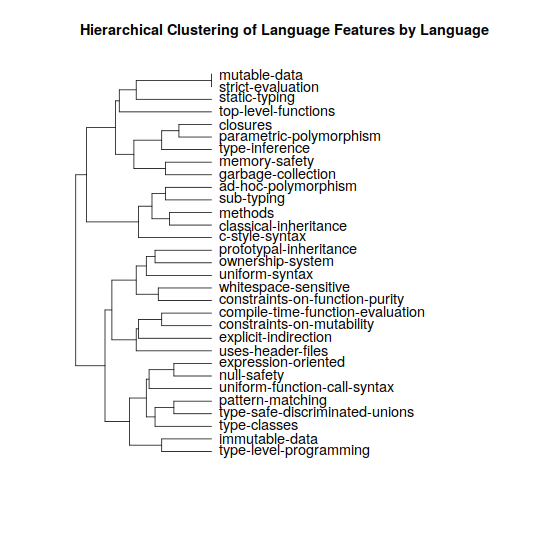 Hierarchical Clustering of Language Features by Language
mutable-data
strict-evaluation
static-typing
top-level-functions
closures
parametric-polymorphism
type-inference
memory-safety
garbage-collection
ad-hoc-polymorphism
sub-typing
methods
classical-inheritance
c-style-syntax
prototypal-inheritance
ownership-system
uniform-syntax
whitespace-sensitive
constraints-on-function-purity
compile-time-function-evaluation
constraints-on-mutability
explicit-indirection
uses-header-files
expression-oriented
null-safety
uniform-function-call-syntax
pattern-matching
type-safe-discriminated-unions
type-classes
immutable-data
type-level-programming